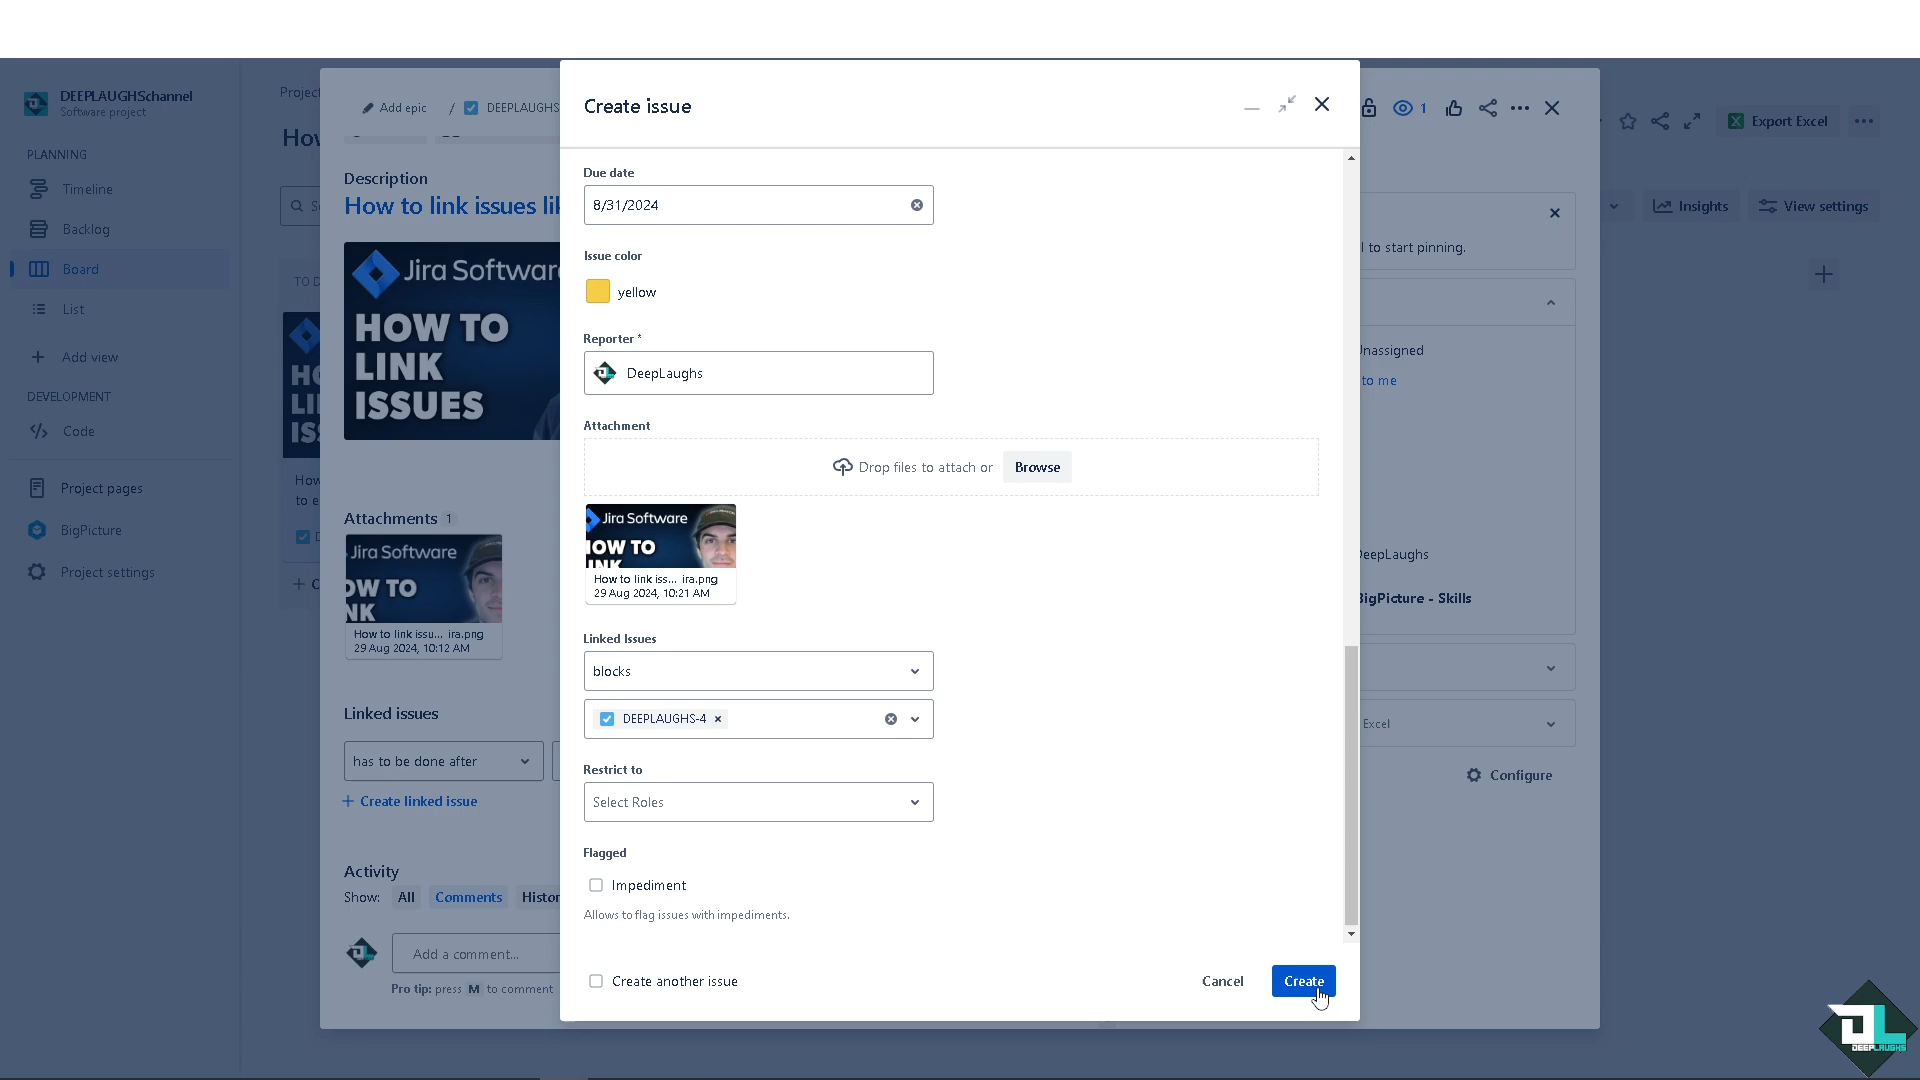 DEEPLAUGHSchannel
Software project
PLANNING
Timeline
Backlog
Board
List
Add view
DEVELOPMENT
Code
Project pages
BigPicture
Project settings
Add epic / DEEPLAUGHS
Description
How to link issues
Jira Software
HOW TO
LINK
ISSUES
Attachments 1
Jira Software
How to link issu... ira.png
29 Aug 2024, 10:12 AM
Linked issues
has to be done after
+ Create linked issue
Activity
Show: All Comments
Add a comment...
Pro tip: press M to comment
Create issue
Due date
8/31/2024
Issue color
yellow
Reporter *
DeepLaughs
Attachment
Drop files to attach or Browse
Jira Software
How to link iss... ira.png
29 Aug 2024, 10:21 AM
Linked Issues
blocks
DEEPLAUGHS-4 ×
Restrict to
Select Roles
Flagged
Impediment
Allows to flag issues with impediments.
Create another issue
Cancel
Create
1
to start pinning.
to me
BigPicture - Skills
Excel
Configure
Export Excel
Insights
View settings
DEEPLAUGHS